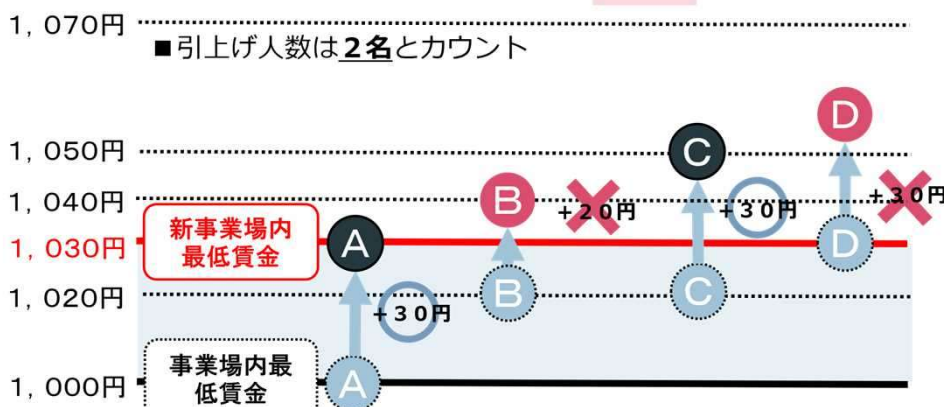 1,070円
■引上げ人数は2名とカウント
1,050円
1,040円
1,030円
1,020円
1,000円
新事業場内
最低賃金
事業場内最
低賃金
A
+30円
A
B
+20円
B
C
+30円
C
D
+30円
D